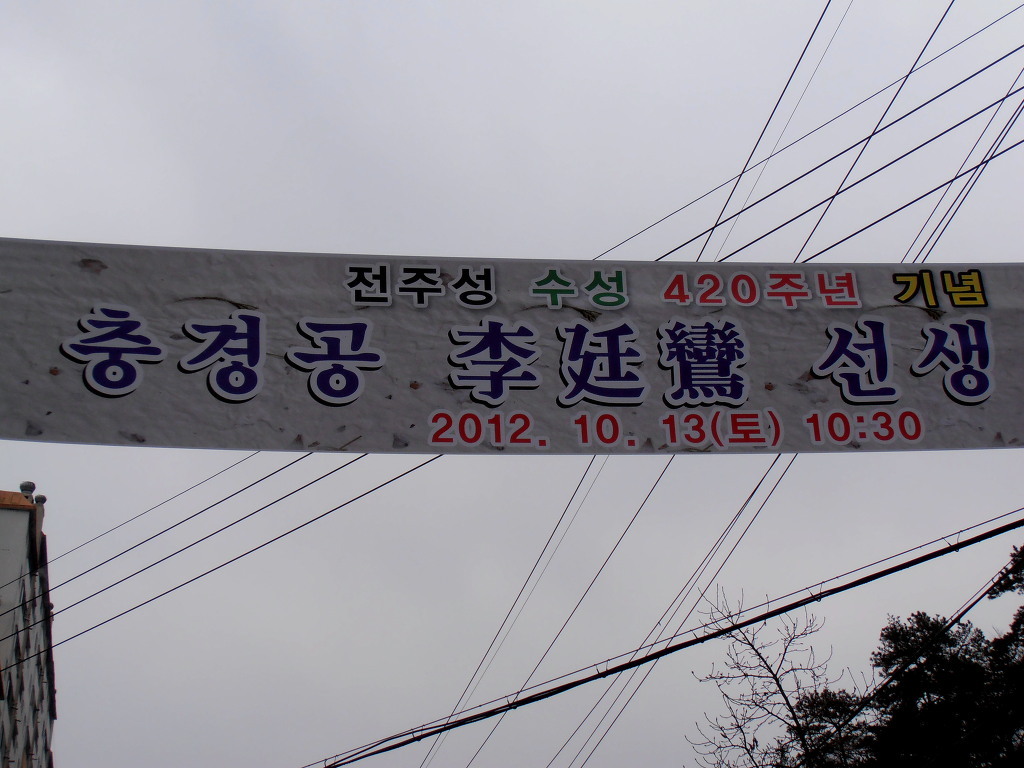 전주성 수성 420주년 기념
충경공 李廷鸞 선생
2012. 10. 13(토) 10:30